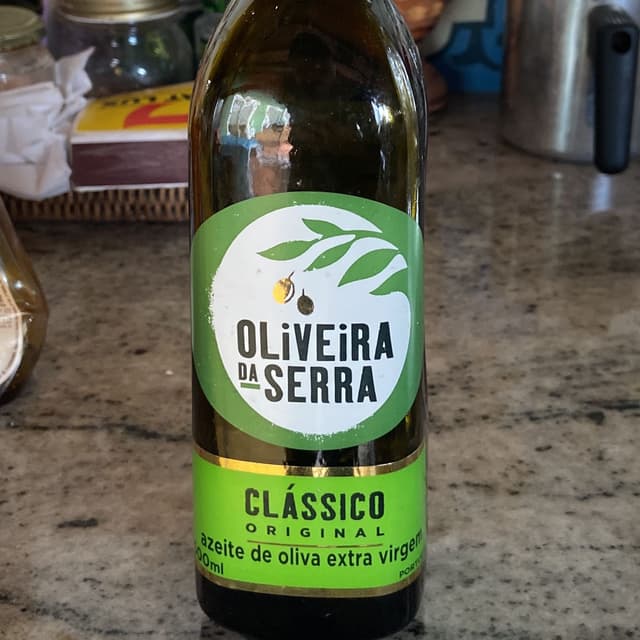 OLiVEiRA
DA SERRA
CLÁSSICO
ORIGINAL
azeite de oliva extra virgem